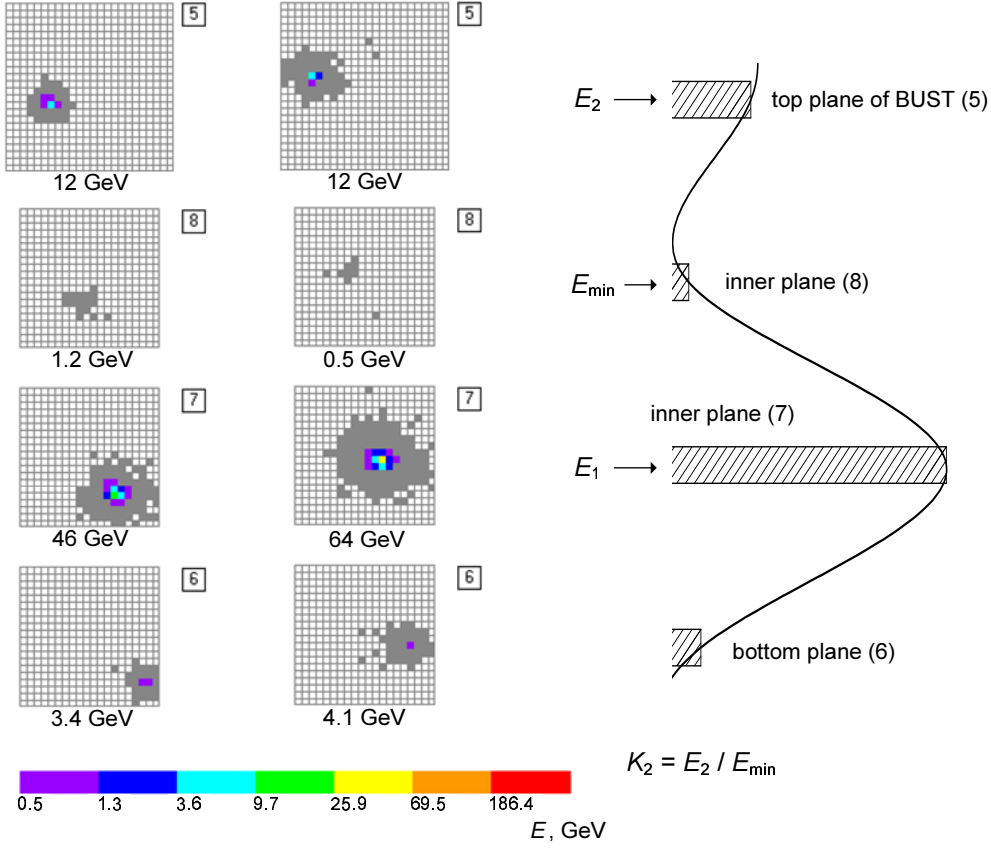 5
5
12 GeV
12 GeV
8
8
1.2 GeV
0.5 GeV
7
7
46 GeV
64 GeV
6
6
3.4 GeV
4.1 GeV
0.5 1.3 3.6 9.7 25.9 69.5 186.4
E, GeV
E₂ → top plane of BUST (5)
Emin → inner plane (8)
inner plane (7)
E₁ →
bottom plane (6)
K₂ = E₂ / Emin